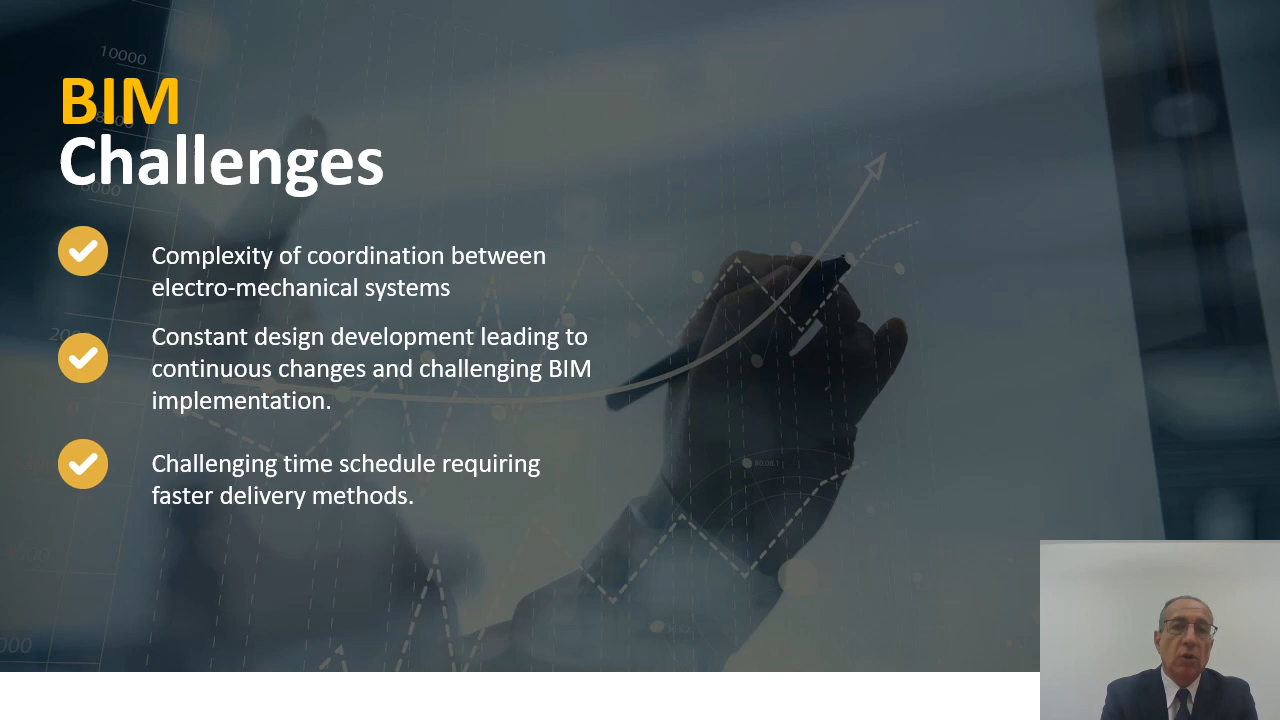 10000
BIM
Challenges
Complexity of coordination between
electro-mechanical systems
Constant design development leading to
continuous changes and challenging BIM
implementation.
Challenging time schedule requiring
faster delivery methods.